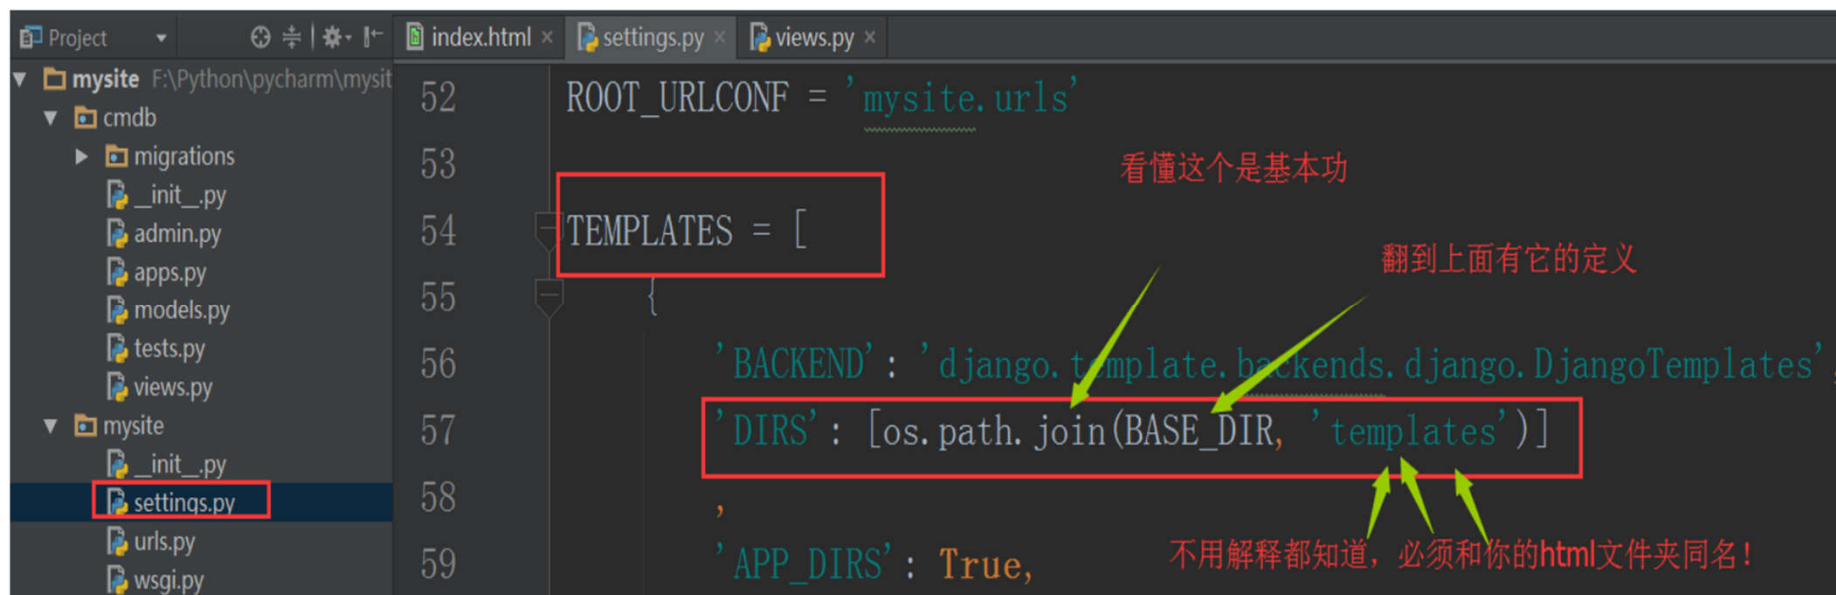 Project
index.html
settings.py
views.py
mysite F:\Python\pycharm\mysit
cmdb
migrations
__init__.py
admin.py
apps.py
models.py
tests.py
views.py
mysite
__init__.py
settings.py
urls.py
wsgi.py
52 ROOT_URLCONF = 'mysite.urls'
53
看懂这个是基本功
54 TEMPLATES = [
翻到上面有它的定义
55 {
56 'BACKEND': 'django.template.backends.django.DjangoTemplates',
57 'DIRS': [os.path.join(BASE_DIR, 'templates')]
58 ,
59 'APP_DIRS': True,
不用解释都知道，必须和你的html文件夹同名！